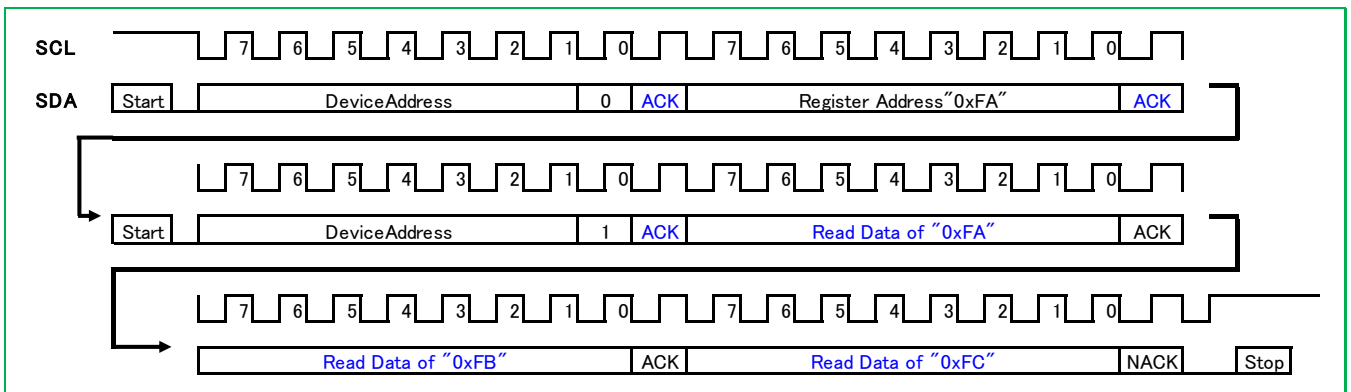 SCL 7 6 5 4 3 2 1 0 7 6 5 4 3 2 1 0
SDA Start DeviceAddress 0 ACK Register Address"0xFA" ACK
7 6 5 4 3 2 1 0 7 6 5 4 3 2 1 0
Start DeviceAddress 1 ACK Read Data of "0xFA" ACK
7 6 5 4 3 2 1 0 7 6 5 4 3 2 1 0
Read Data of "0xFB" ACK Read Data of "0xFC" NACK Stop